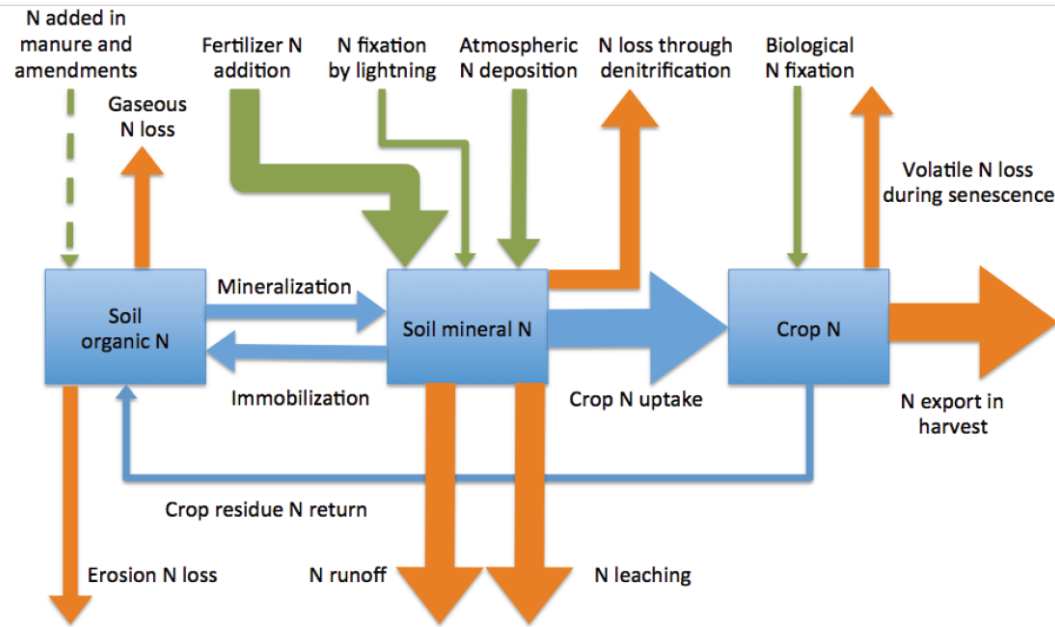 N added in
manure and
amendments
Fertilizer N
addition
N fixation
by lightning
Atmospheric
N deposition
N loss through
denitrification
Biological
N fixation
Gaseous
N loss
Volatile N loss
during senescence
Mineralization
Soil
organic N
Soil mineral N
Crop N
Immobilization
Crop N uptake
N export in
harvest
Crop residue N return
Erosion N loss
N runoff
N leaching